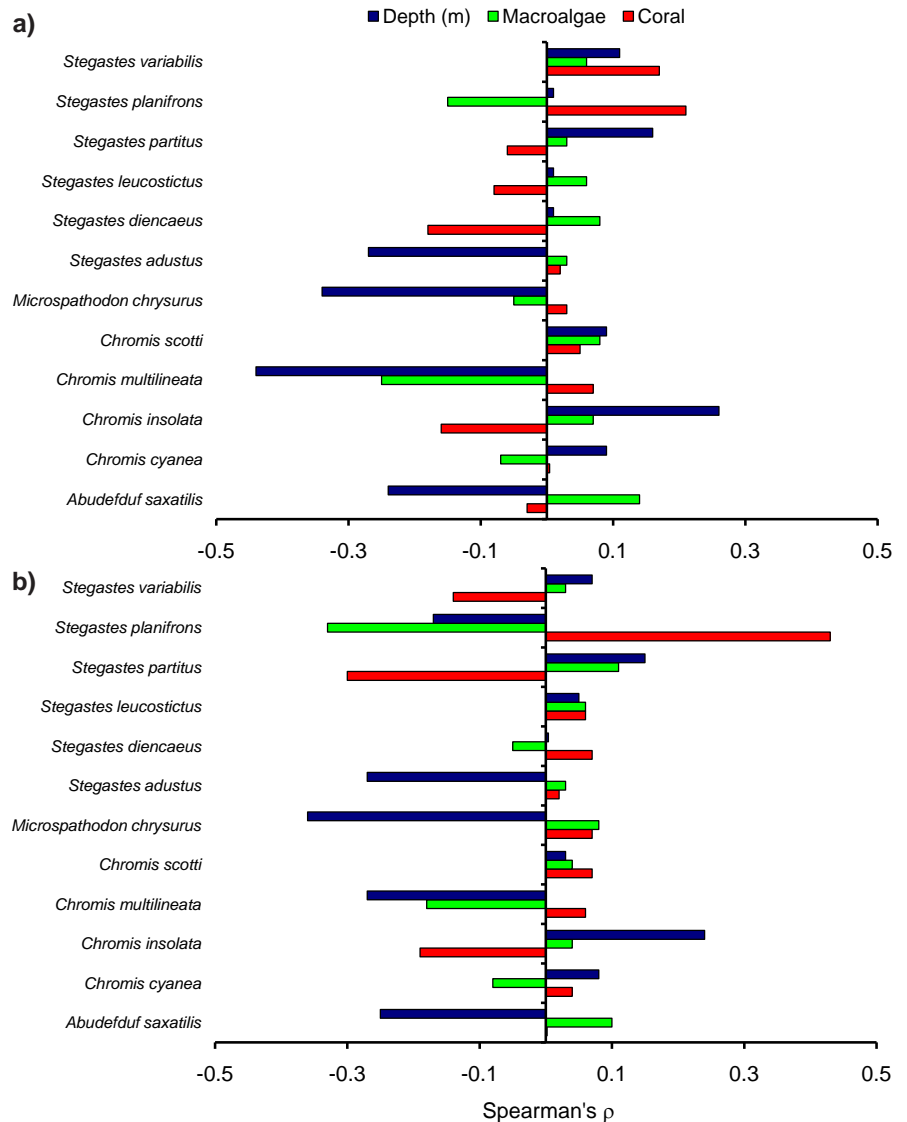 Depth (m) Macroalgae Coral
a)
Stegastes variabilis
Stegastes planifrons
Stegastes partitus
Stegastes leucostictus
Stegastes diencaeus
Stegastes adustus
Microspathodon chrysurus
Chromis scotti
Chromis multilineata
Chromis insolata
Chromis cyanea
Abudefduf saxatilis
-0.5 -0.3 -0.1 0.1 0.3 0.5
b)
Stegastes variabilis
Stegastes planifrons
Stegastes partitus
Stegastes leucostictus
Stegastes diencaeus
Stegastes adustus
Microspathodon chrysurus
Chromis scotti
Chromis multilineata
Chromis insolata
Chromis cyanea
Abudefduf saxatilis
-0.5 -0.3 -0.1 0.1 0.3 0.5
Spearman's ρ